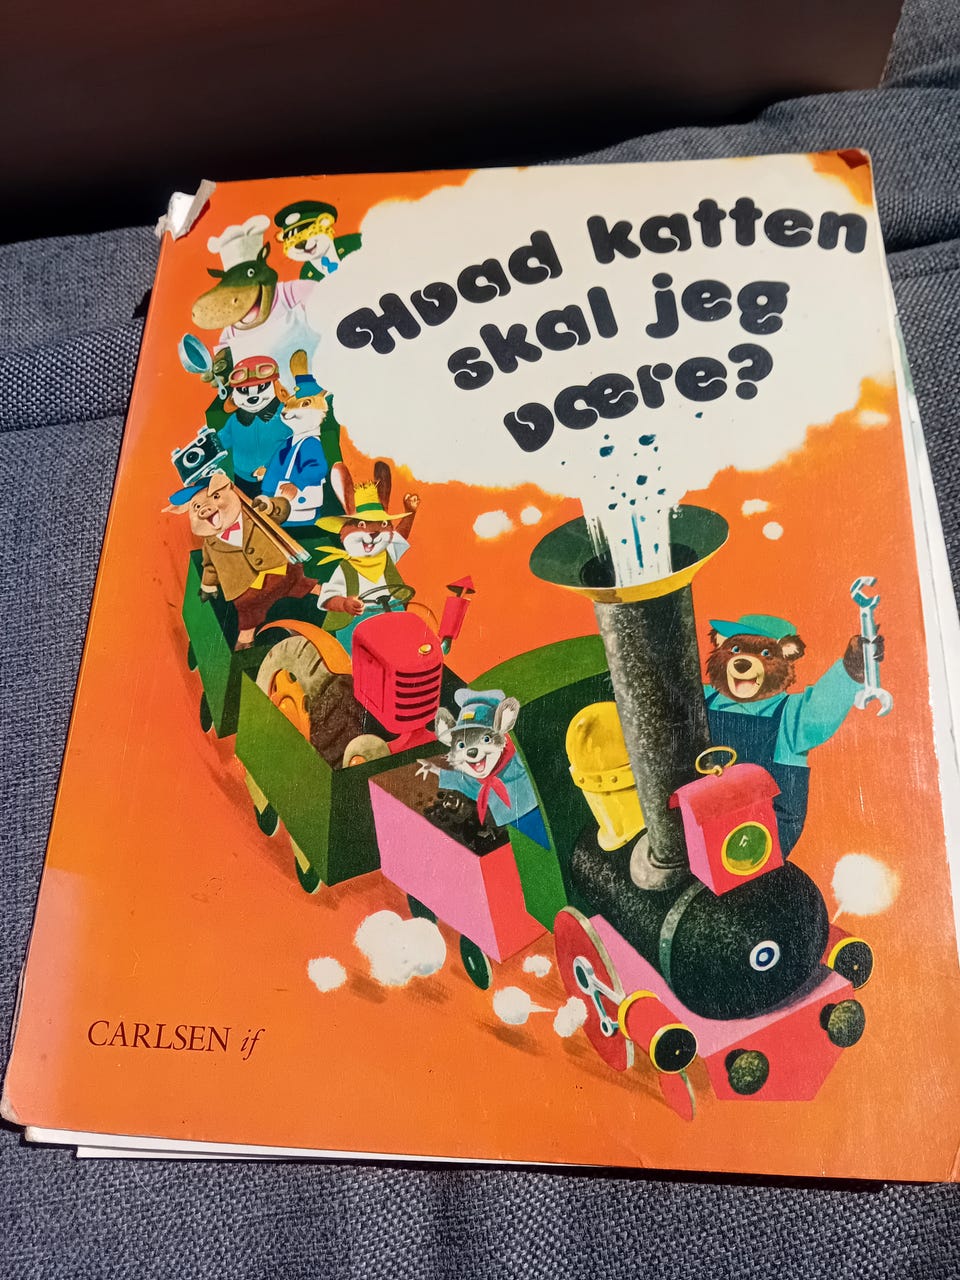 Hvad katten
skal jeg
være?
CARLSEN if